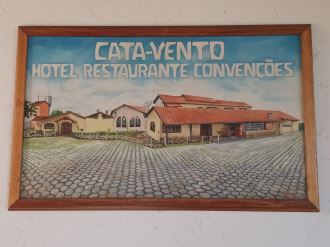 CATA-VENTO
HOTEL RESTAURANTE CONVENÇÕES